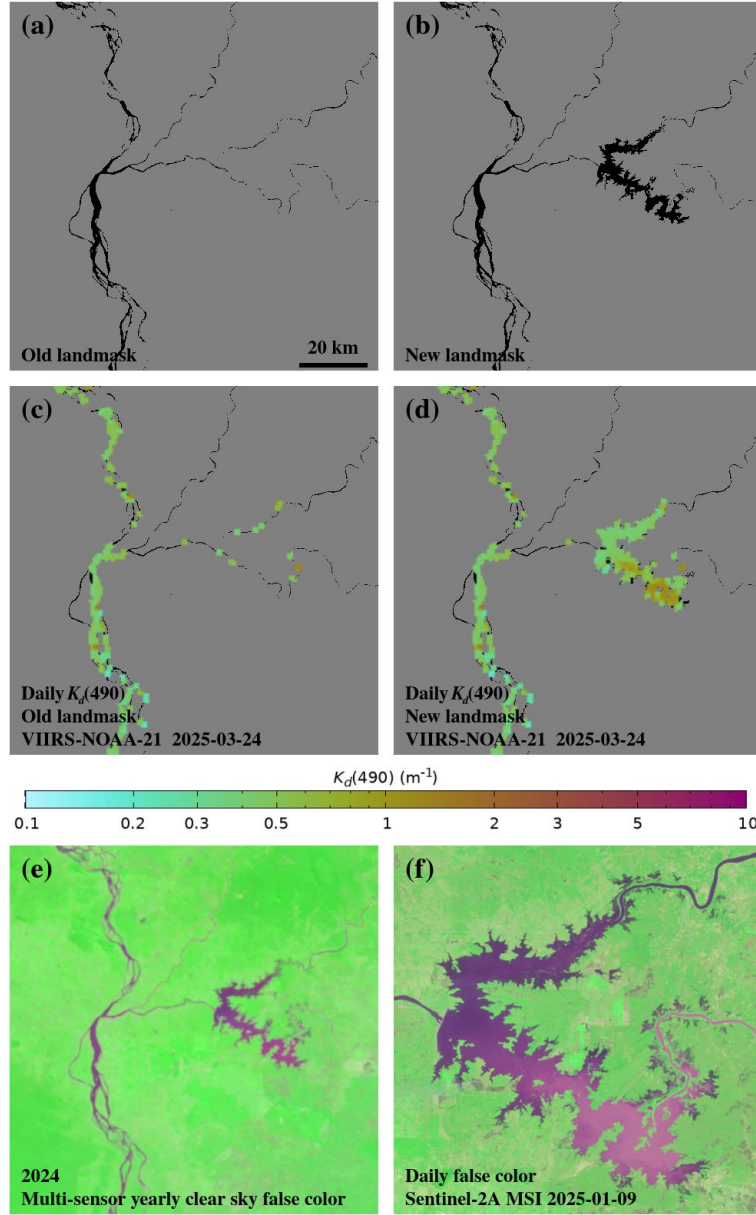 (a)
Old landmask
20 km
(b)
New landmask
(c)
Daily K_d(490)
Old landmask
VIIRS-NOAA-21 2025-03-24
(d)
Daily K_d(490)
New landmask
VIIRS-NOAA-21 2025-03-24
K_d(490) (m⁻¹)
0.1 0.2 0.3 0.5 1 2 3 5 10
(e)
2024
Multi-sensor yearly clear sky false color
(f)
Daily false color
Sentinel-2A MSI 2025-01-09